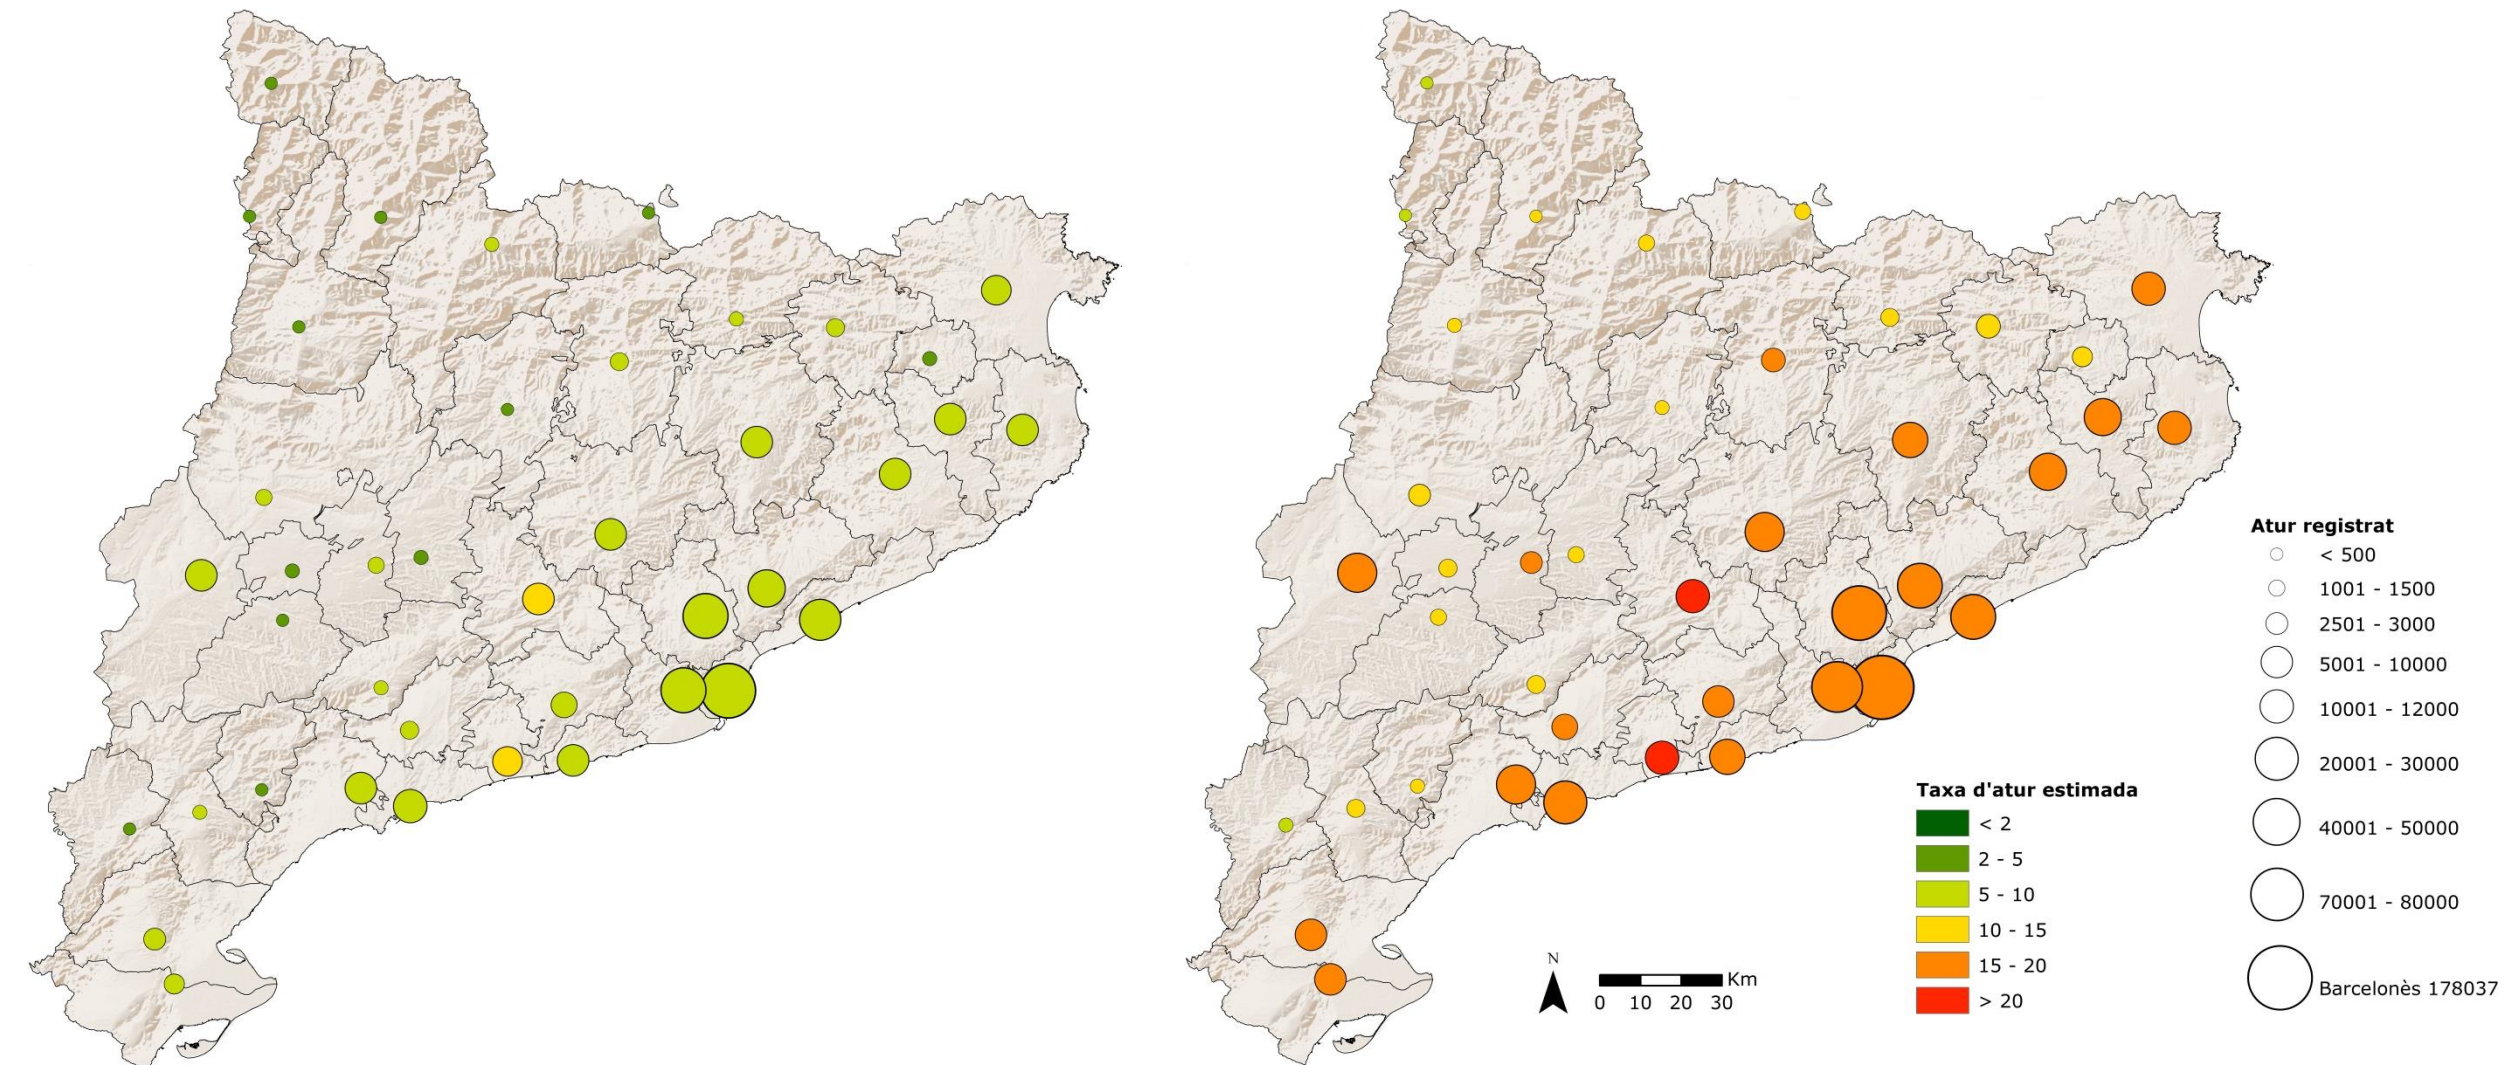 Atur registrat
< 500
1001 - 1500
2501 - 3000
5001 - 10000
10001 - 12000
20001 - 30000
40001 - 50000
70001 - 80000
Barcelonès 178037
Taxa d'atur estimada
< 2
2 - 5
5 - 10
10 - 15
15 - 20
> 20
N
Km
0 10 20 30